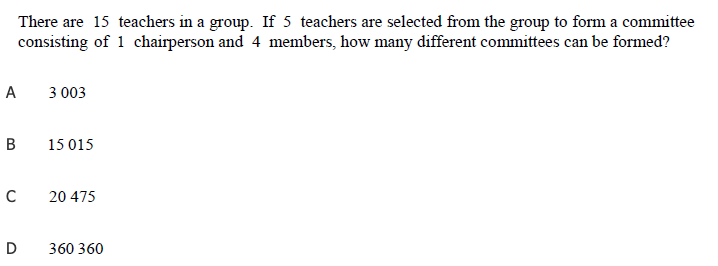 There are 15 teachers in a group. If 5 teachers are selected from the group to form a committee
consisting of 1 chairperson and 4 members, how many different committees can be formed?
A 3 003
B 15 015
C 20 475
D 360 360